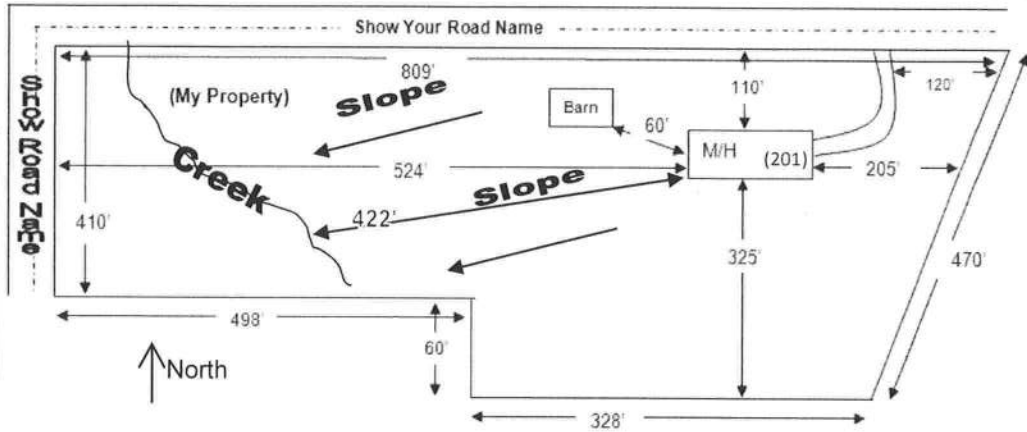 Show Your Road Name
809'
110'
120'
(My Property)
Slope
Barn
60'
M/H
(201)
Show Road Name
Creek
524'
205'
Slope
422'
410'
325'
470'
498'
60'
North
328'